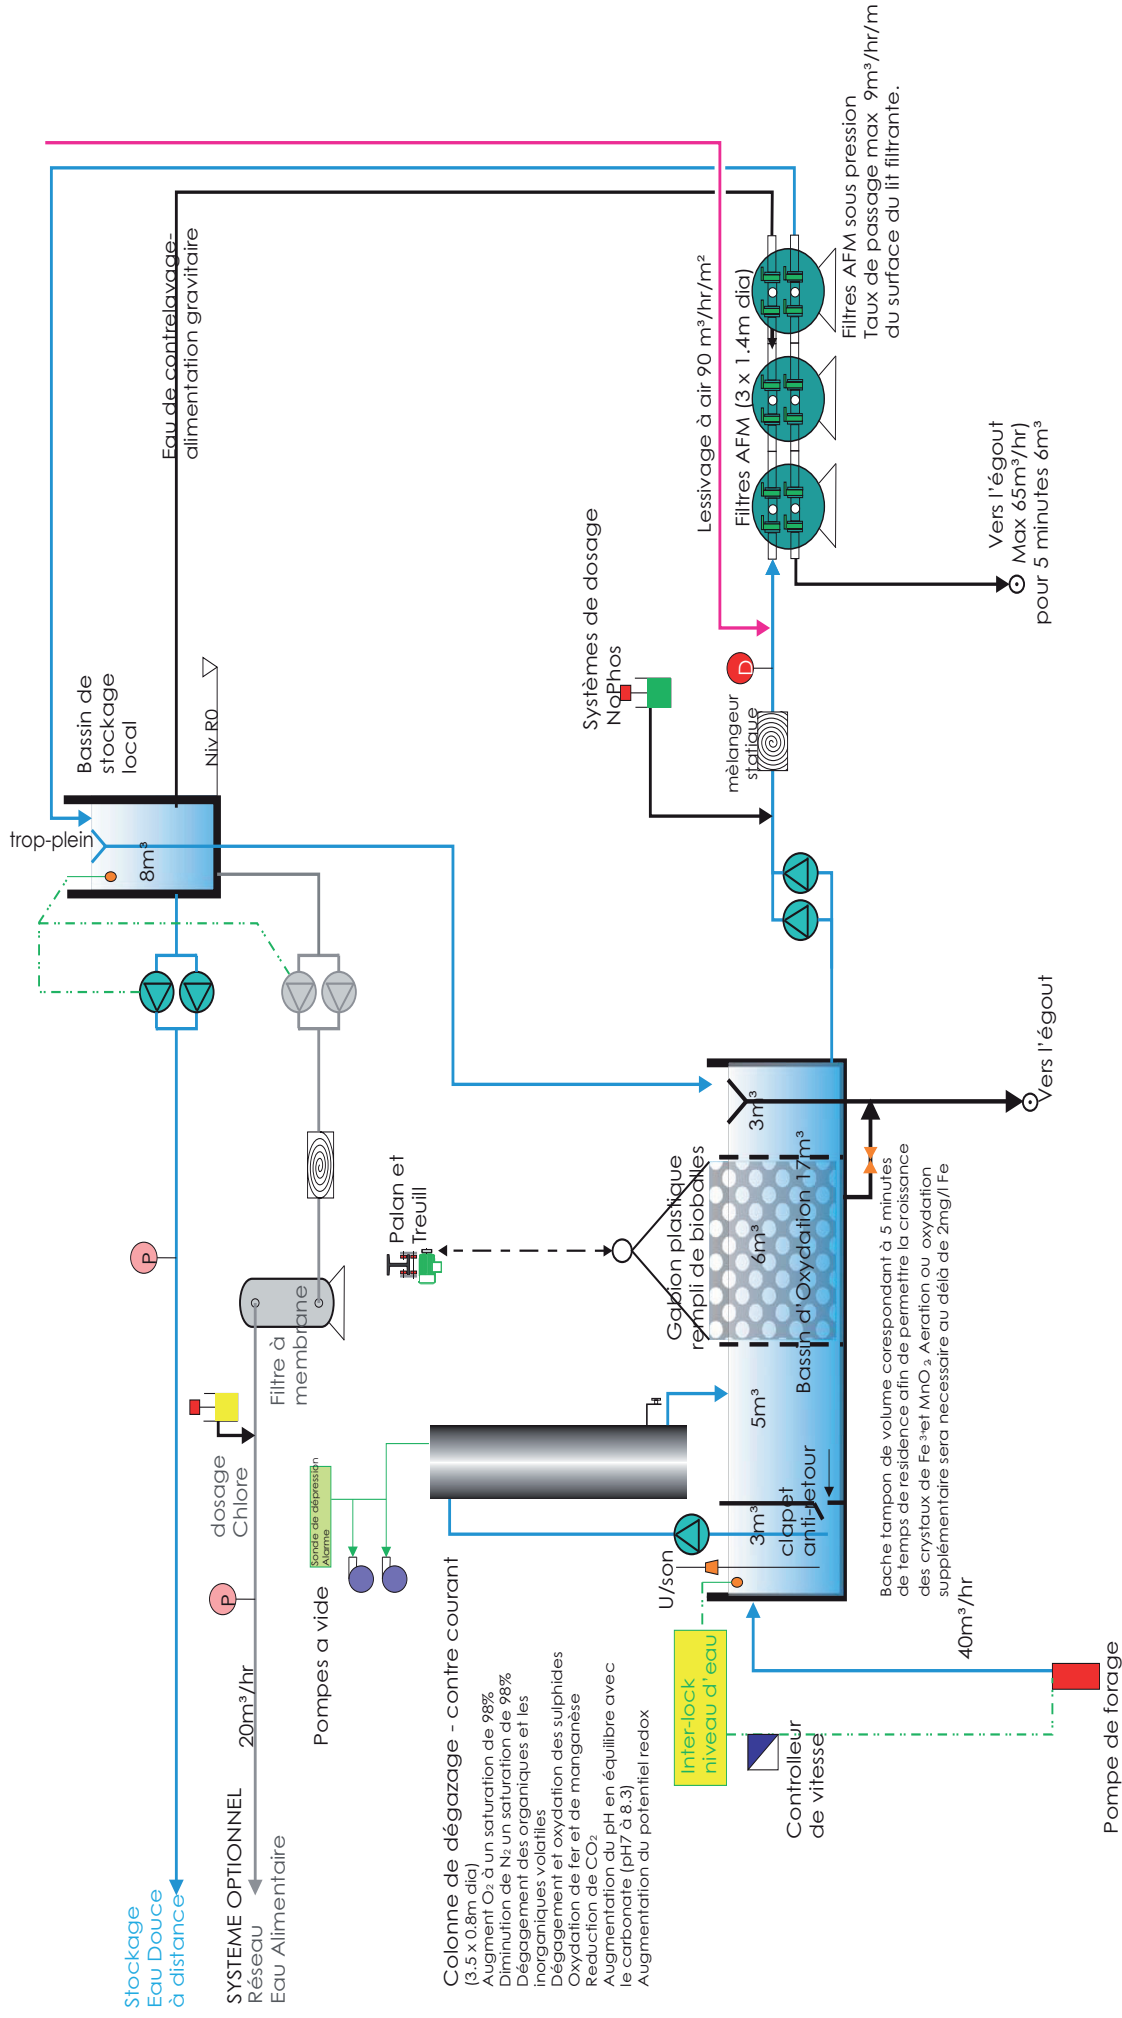 Stockage
Eau Douce
à distance
SYSTEME OPTIONNEL
Réseau
Eau Alimentaire
20m³/hr
P
dosage
Chlore
P
Filtre à
membrane
trop-plein
8m³
Bassin de
stockage
local
Niv R0
Eau de contrelavage-
alimentation gravitaire
Pompes a vide
Sonde de dépression
Alarme
Palan et
Treuill
Colonne de dégazage - contre courant
(3.5 x 0.8m dia)
Augment O₂ à un saturation de 98%
Diminution de N₂ un saturation de 98%
Dégagement des organiques et les
inorganiques volatiles
Dégagement et oxydation des sulphides
Oxydation de fer et de manganèse
Reduction de CO₂
Augmentation du pH en équilibre avec
le carbonate (pH7 à 8.3)
Augmentation du potentiel redox
Inter-lock
niveau d'eau
Controlleur
de vitesse
Pompe de forage
40m³/hr
U/son
3m³
clapet
anti-retour
5m³
Gabion plastique
rempli de bioballes
6m³
Bassin d'Oxydation 17m³
3m³
Bache tampon de volume corespondant à 5 minutes
de temps de residence afin de permettre la croissance
des crystaux de Fe ³⁺et MnO ₂. Aeration ou oxydation
supplémentaire sera necessaire au délà de 2mg/l Fe
Vers l'égout
Systèmes de dosage
NoPhos
mèlangeur
statique
D
Lessivage à air 90 m³/hr/m²
Filtres AFM (3 x 1.4m dia)
Filtres AFM sous pression
Taux de passage max 9m³/hr/m
du surface du lit filtrante.
Vers l'égout
Max 65m³/hr)
pour 5 minutes 6m³